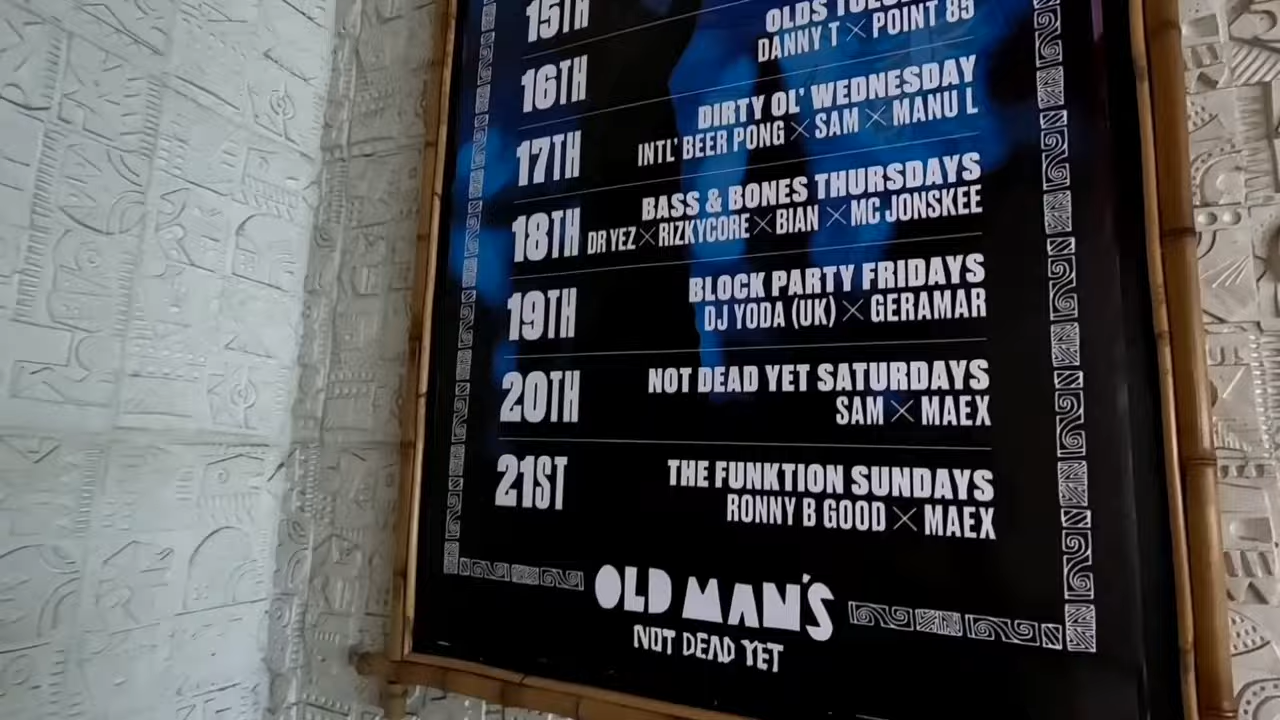 15TH
OLDS
DANNY T × POINT 85
16TH
DIRTY OL' WEDNESDAY
INTL' BEER PONG × SAM × MANU L
17TH
BASS & BONES THURSDAYS
DR YEZ × RIZKYCORE × BIAN × MC JONSKEE
18TH
BLOCK PARTY FRIDAYS
DJ YODA (UK) × GERAMAR
19TH
NOT DEAD YET SATURDAYS
SAM × MAEX
20TH
THE FUNKTION SUNDAYS
RONNY B GOOD × MAEX
21ST
OLD MAN'S
NOT DEAD YET